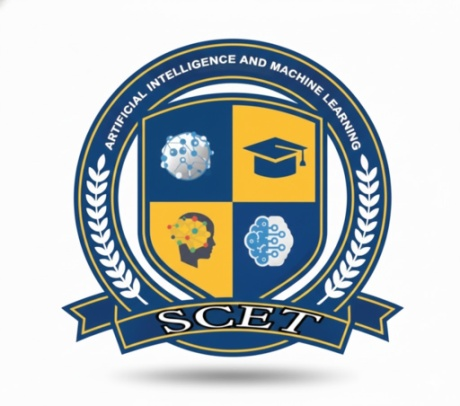 ARTIFICIAL INTELLIGENCE AND MACHINE LEARNING
SCET